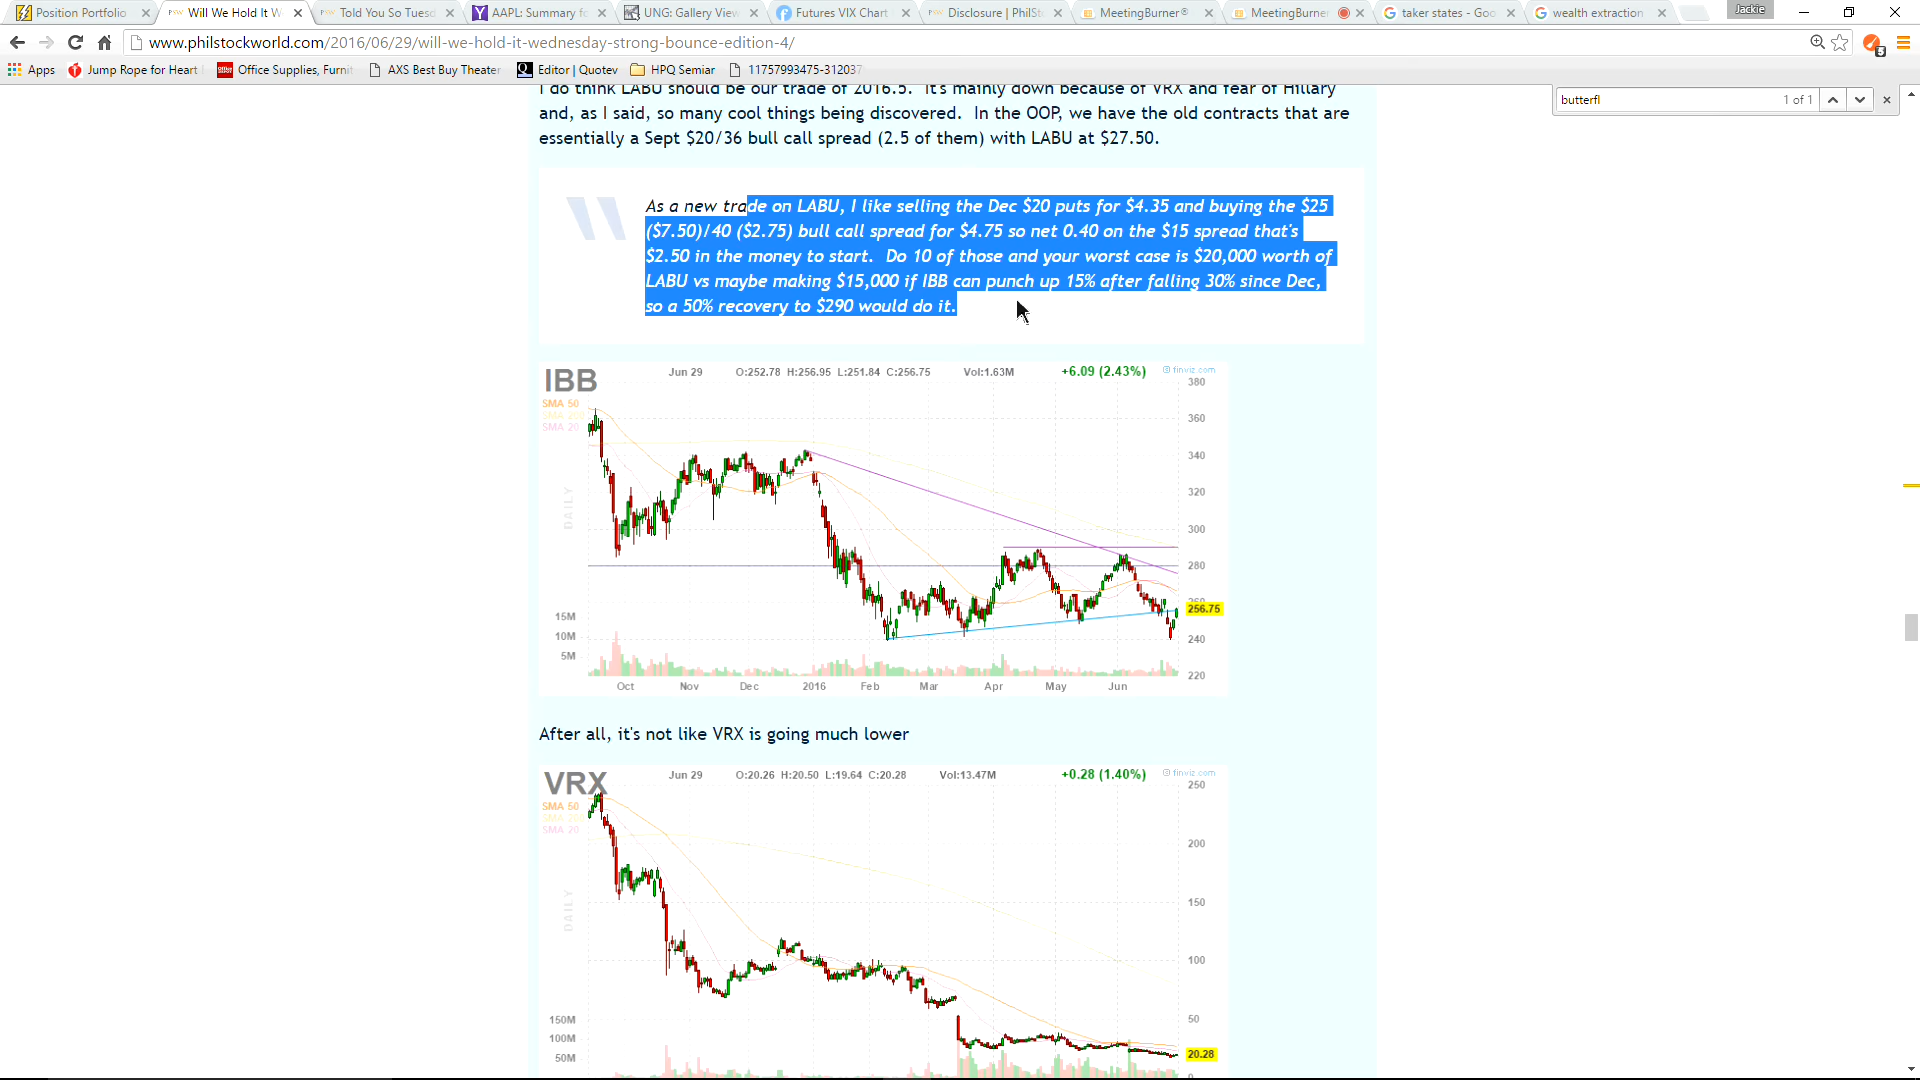 Position Portfolio
Will We Hold It W
Told You So Tuesd
AAPL: Summary fo
UNG: Gallery View
Futures VIX Chart
Disclosure | PhilSt
MeetingBurner®
MeetingBurne
taker states - Goo
wealth extraction
Jackie
www.philstockworld.com/2016/06/29/will-we-hold-it-wednesday-strong-bounce-edition-4/
Apps
Jump Rope for Heart
Office Supplies, Furnit
AXS Best Buy Theater
Editor | Quotev
HPQ Semiar
11757993475-312037
butterfl
1 of 1
I do think LABU should be our trade of 2016.5. It's mainly down because of VRX and fear of Hillary
and, as I said, so many cool things being discovered. In the OOP, we have the old contracts that are
essentially a Sept $20/36 bull call spread (2.5 of them) with LABU at $27.50.
As a new trade on LABU, I like selling the Dec $20 puts for $4.35 and buying the $25
($7.50)/40 ($2.75) bull call spread for $4.75 so net 0.40 on the $15 spread that's
$2.50 in the money to start. Do 10 of those and your worst case is $20,000 worth of
LABU vs maybe making $15,000 if IBB can punch up 15% after falling 30% since Dec,
so a 50% recovery to $290 would do it.
IBB
Jun 29 O:252.78 H:256.95 L:251.84 C:256.75 Vol:1.63M +6.09 (2.43%) © finviz.com
SMA 50
SMA 200
SMA 20
DAILY
380
360
340
320
300
280
260
256.75
240
220
15M
10M
5M
Oct Nov Dec 2016 Feb Mar Apr May Jun
After all, it's not like VRX is going much lower
VRX
Jun 29 O:20.26 H:20.50 L:19.64 C:20.28 Vol:13.47M +0.28 (1.40%) © finviz.com
SMA 50
SMA 200
SMA 20
DAILY
250
200
150
100
50
20.28
0
150M
100M
50M